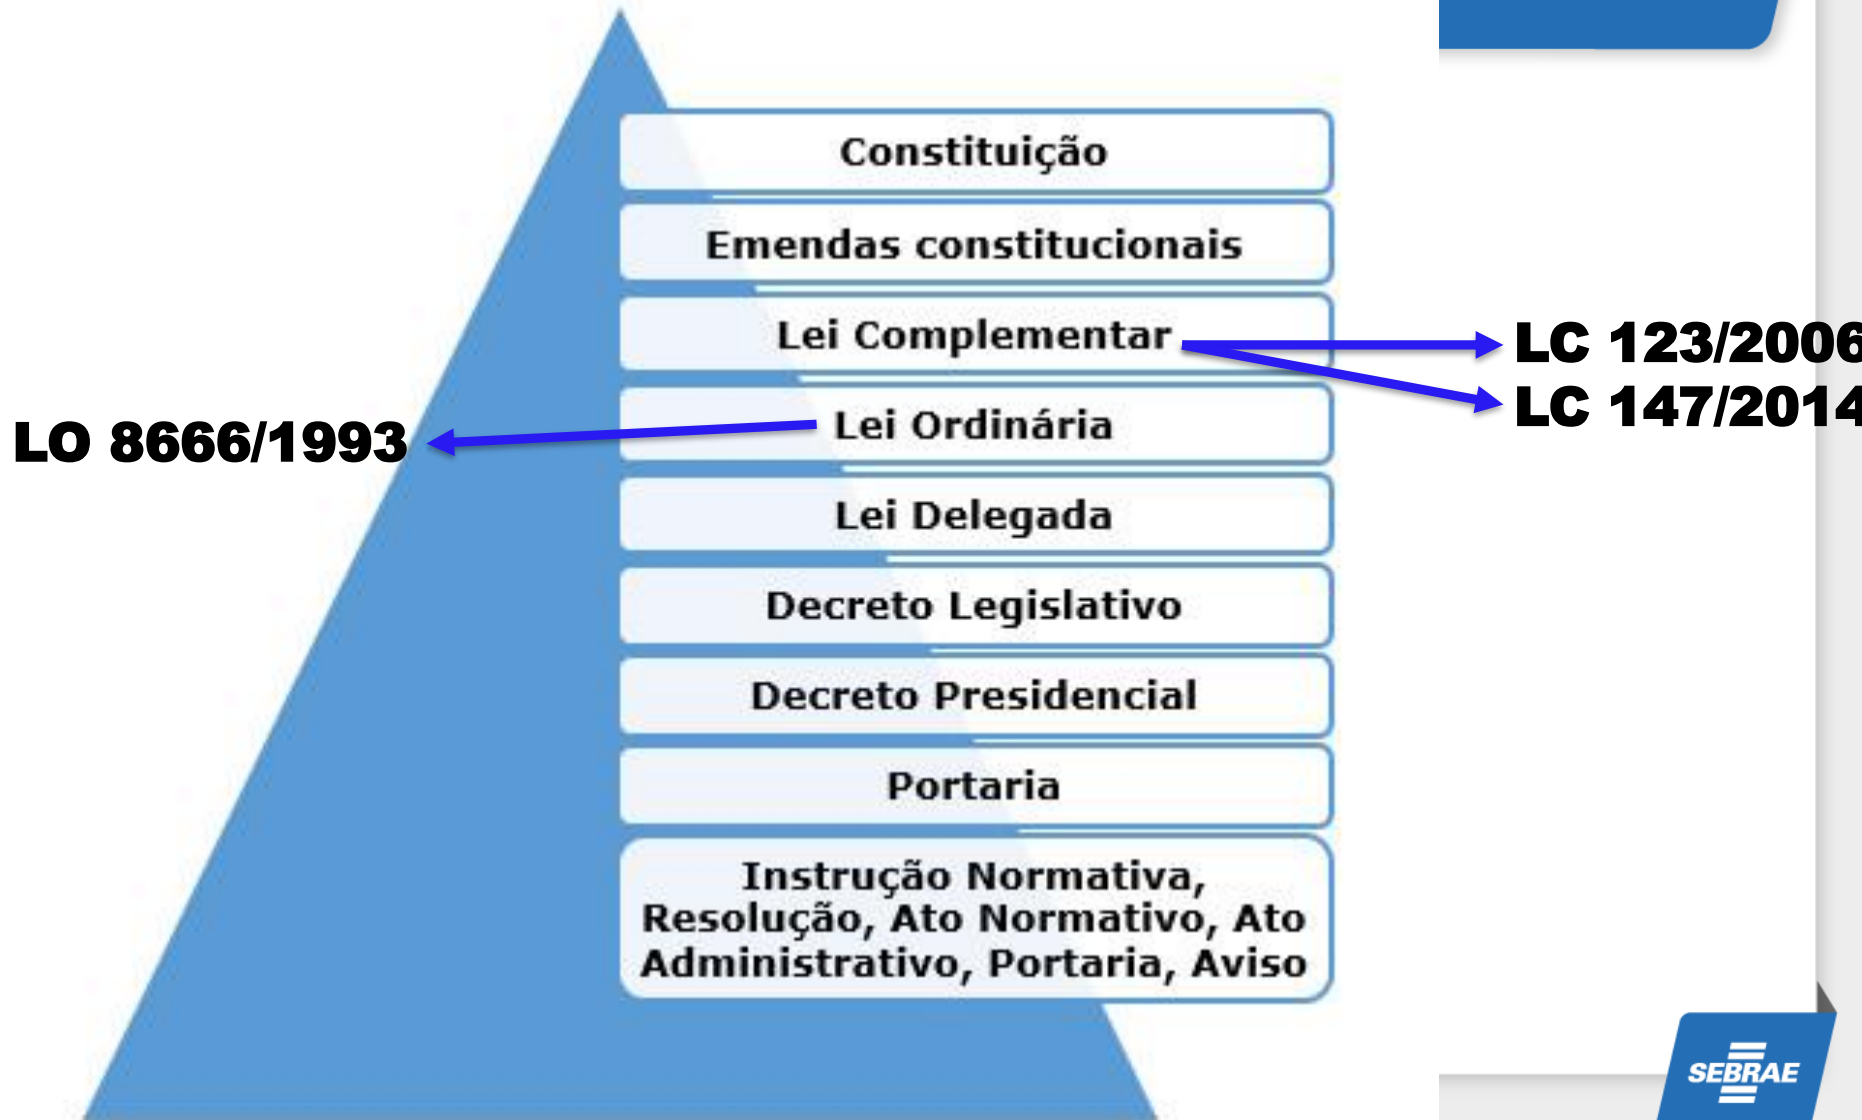 Constituição
Emendas constitucionais
Lei Complementar
LC 123/2006
LC 147/2014
Lei Ordinária
LO 8666/1993
Lei Delegada
Decreto Legislativo
Decreto Presidencial
Portaria
Instrução Normativa,
Resolução, Ato Normativo, Ato
Administrativo, Portaria, Aviso
SEBRAE